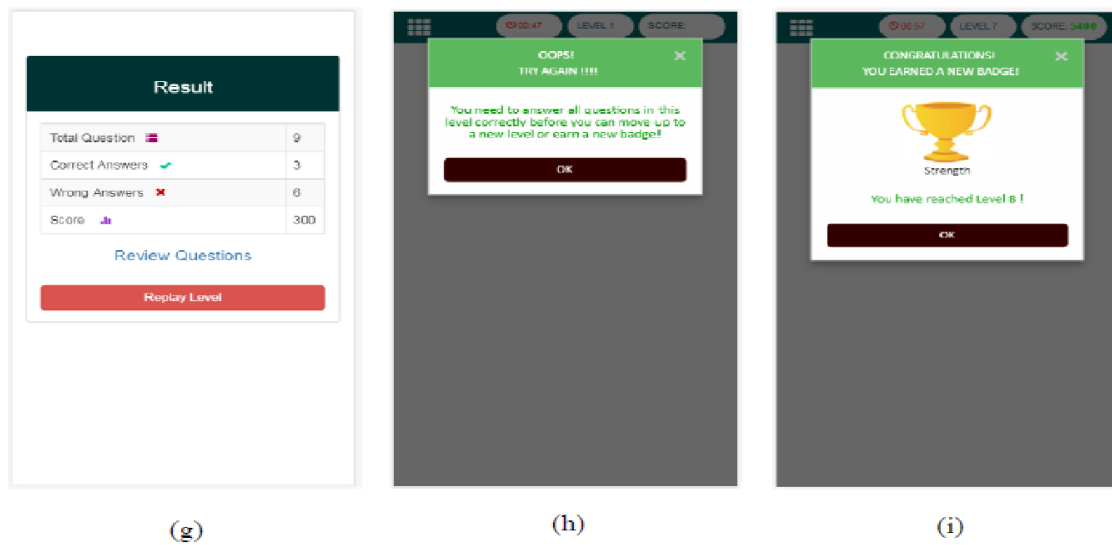 Result
Total Question 9
Correct Answers 3
Wrong Answers 6
Score 300
Review Questions
Replay Level
(g)
00:47 LEVEL 1 SCORE:
OOPS!
TRY AGAIN !!!!
You need to answer all questions in this
level correctly before you can move up to
a new level or earn a new badge!
OK
(h)
00:57 LEVEL 7 SCORE: 5400
CONGRATULATIONS!
YOU EARNED A NEW BADGE!
Strength
You have reached Level 8 !
OK
(i)